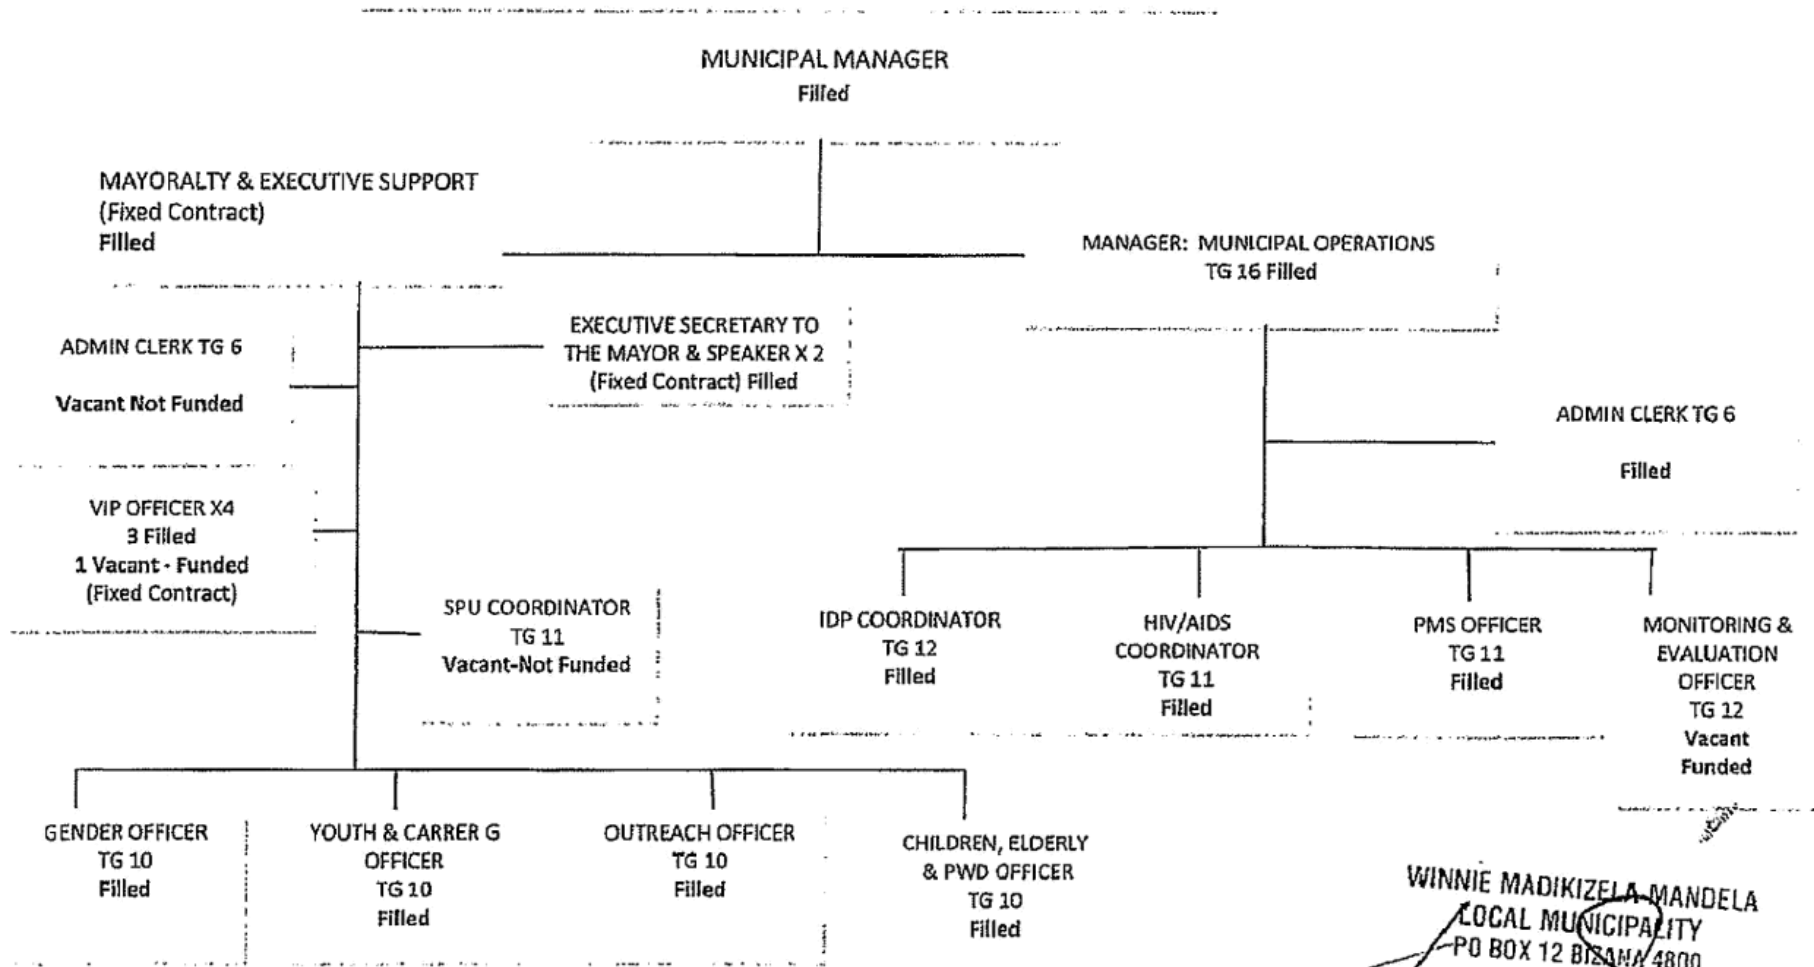 MUNICIPAL MANAGER
Filled
MAYORALTY & EXECUTIVE SUPPORT
(Fixed Contract)
Filled
MANAGER: MUNICIPAL OPERATIONS
TG 16 Filled
ADMIN CLERK TG 6
Vacant Not Funded
EXECUTIVE SECRETARY TO
THE MAYOR & SPEAKER X 2
(Fixed Contract) Filled
ADMIN CLERK TG 6
Filled
VIP OFFICER X4
3 Filled
1 Vacant - Funded
(Fixed Contract)
SPU COORDINATOR
TG 11
Vacant-Not Funded
IDP COORDINATOR
TG 12
Filled
HIV/AIDS
COORDINATOR
TG 11
Filled
PMS OFFICER
TG 11
Filled
MONITORING &
EVALUATION
OFFICER
TG 12
Vacant
Funded
GENDER OFFICER
TG 10
Filled
YOUTH & CARRER G
OFFICER
TG 10
Filled
OUTREACH OFFICER
TG 10
Filled
CHILDREN, ELDERLY
& PWD OFFICER
TG 10
Filled
WINNIE MADIKIZELA-MANDELA
LOCAL MUNICIPALITY
PO BOX 12 BIZANA 4800